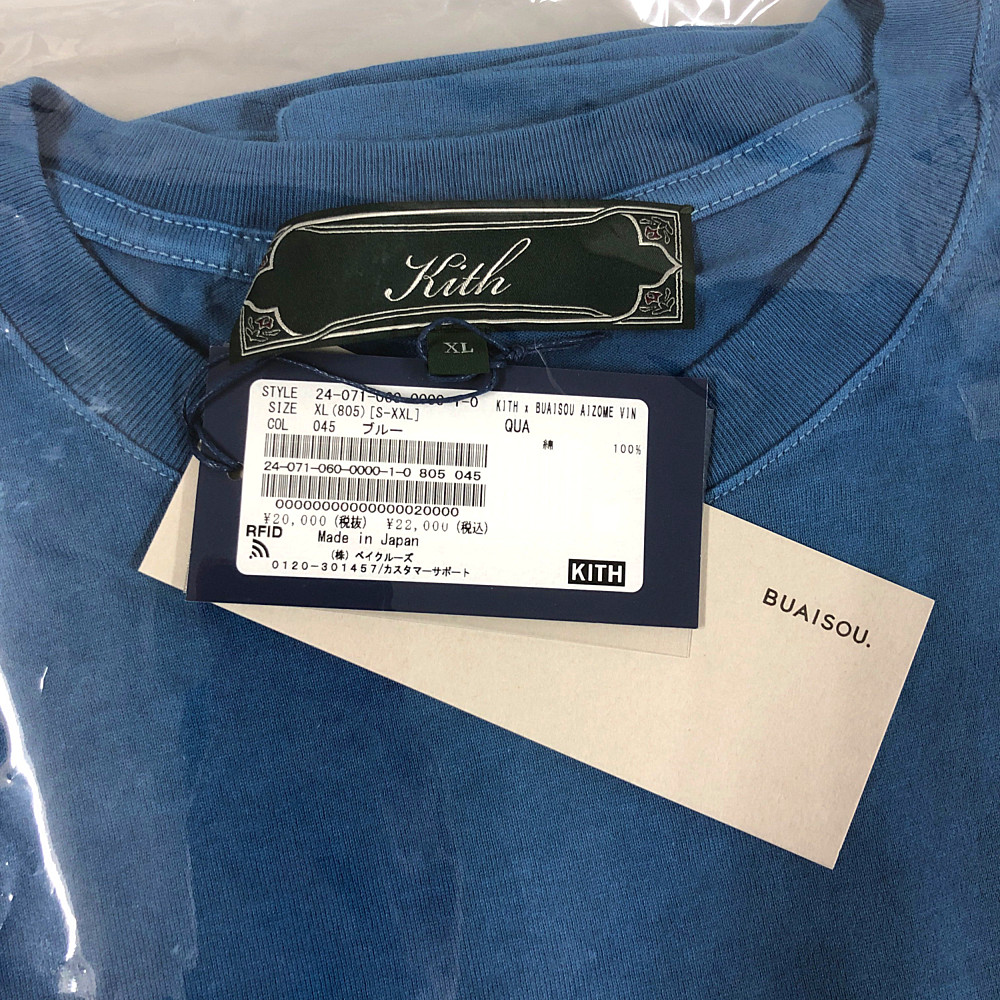 Kith
XL
STYLE 24-071-060-0000-1-0 KITH x BUAISOU AIZOME VIN
SIZE XL(805)[S-XXL]
COL 045 ブルー QUA
綿 100%
24-071-060-0000-1-0 805 045
00000000000000020000
¥20,000(税抜) ¥22,000(税込)
RFID
Made in Japan
(株)ベイクルーズ
0120-301457/カスタマーサポート
KITH
BUAISOU.